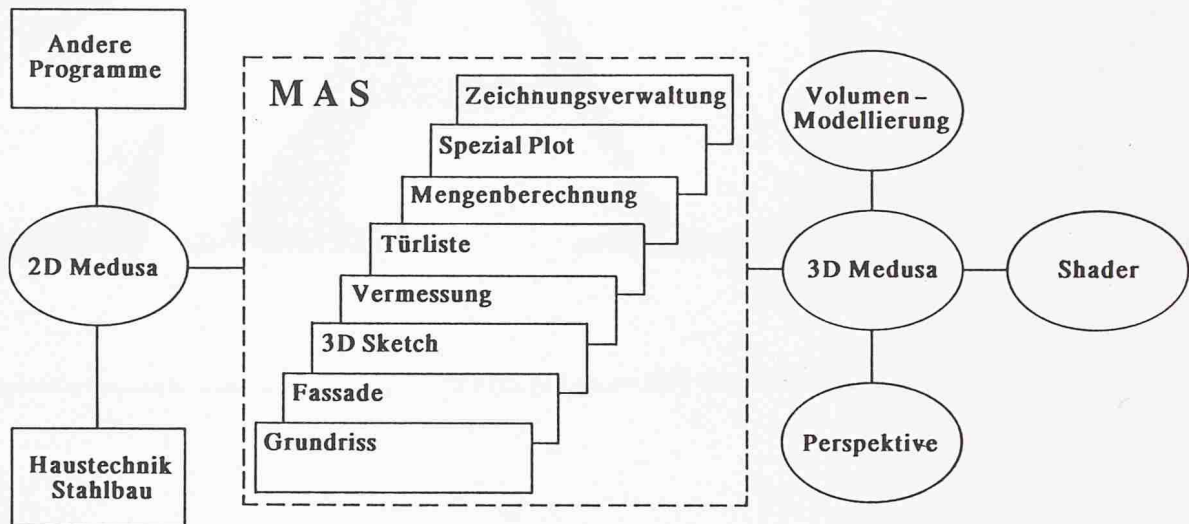 Andere
Programme
2D Medusa
Haustechnik
Stahlbau
MAS
Zeichnungsverwaltung
Spezial Plot
Mengenberechnung
Türliste
Vermessung
3D Sketch
Fassade
Grundriss
Volumen-
Modellierung
3D Medusa
Shader
Perspektive